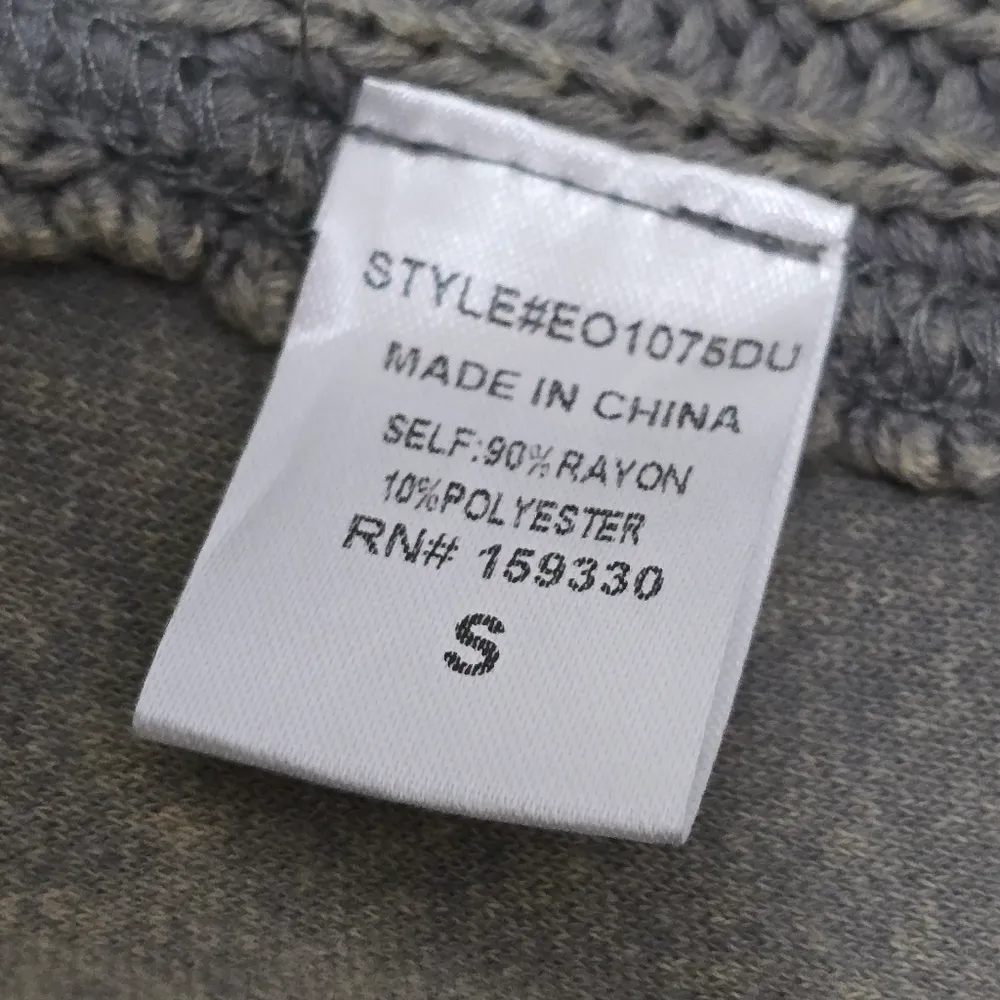 STYLE#EO1075DU
MADE IN CHINA
SELF:90%RAYON
10%POLYESTER
RN# 159330
S